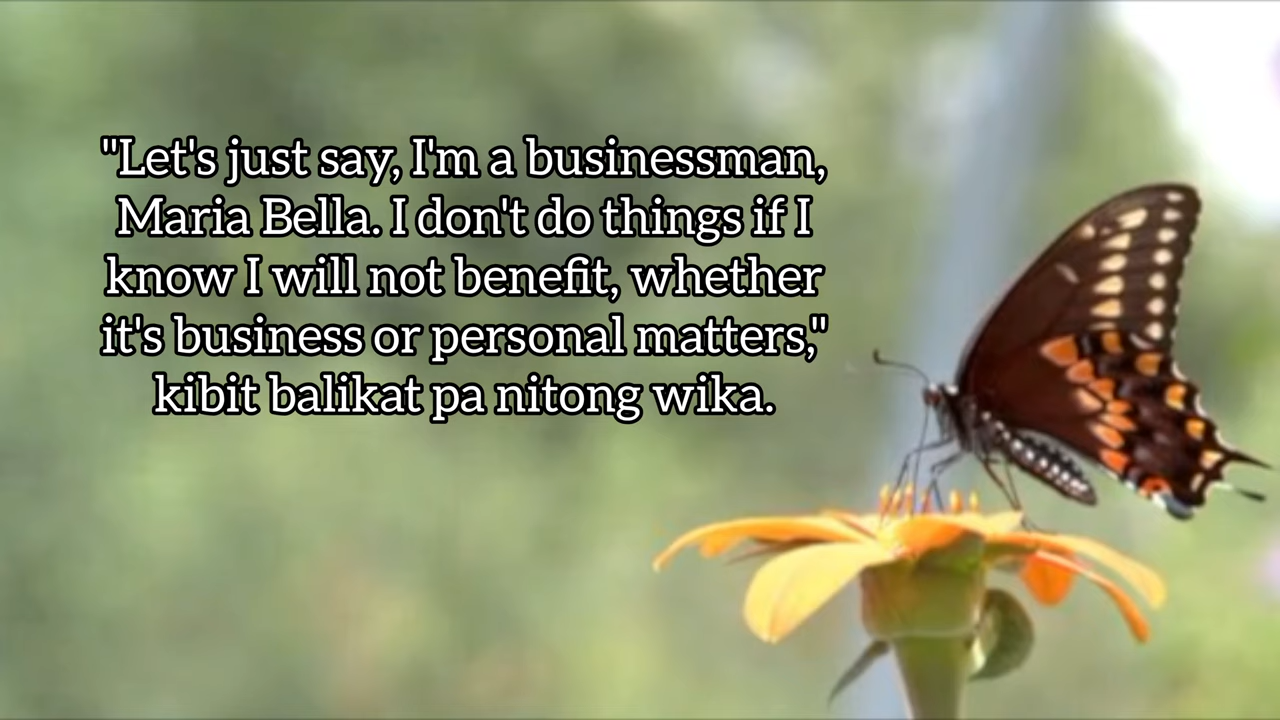 "Let's just say, I'm a businessman,
Maria Bella. I don't do things if I
know I will not benefit, whether
it's business or personal matters,"
kibit balikat pa nitong wika.